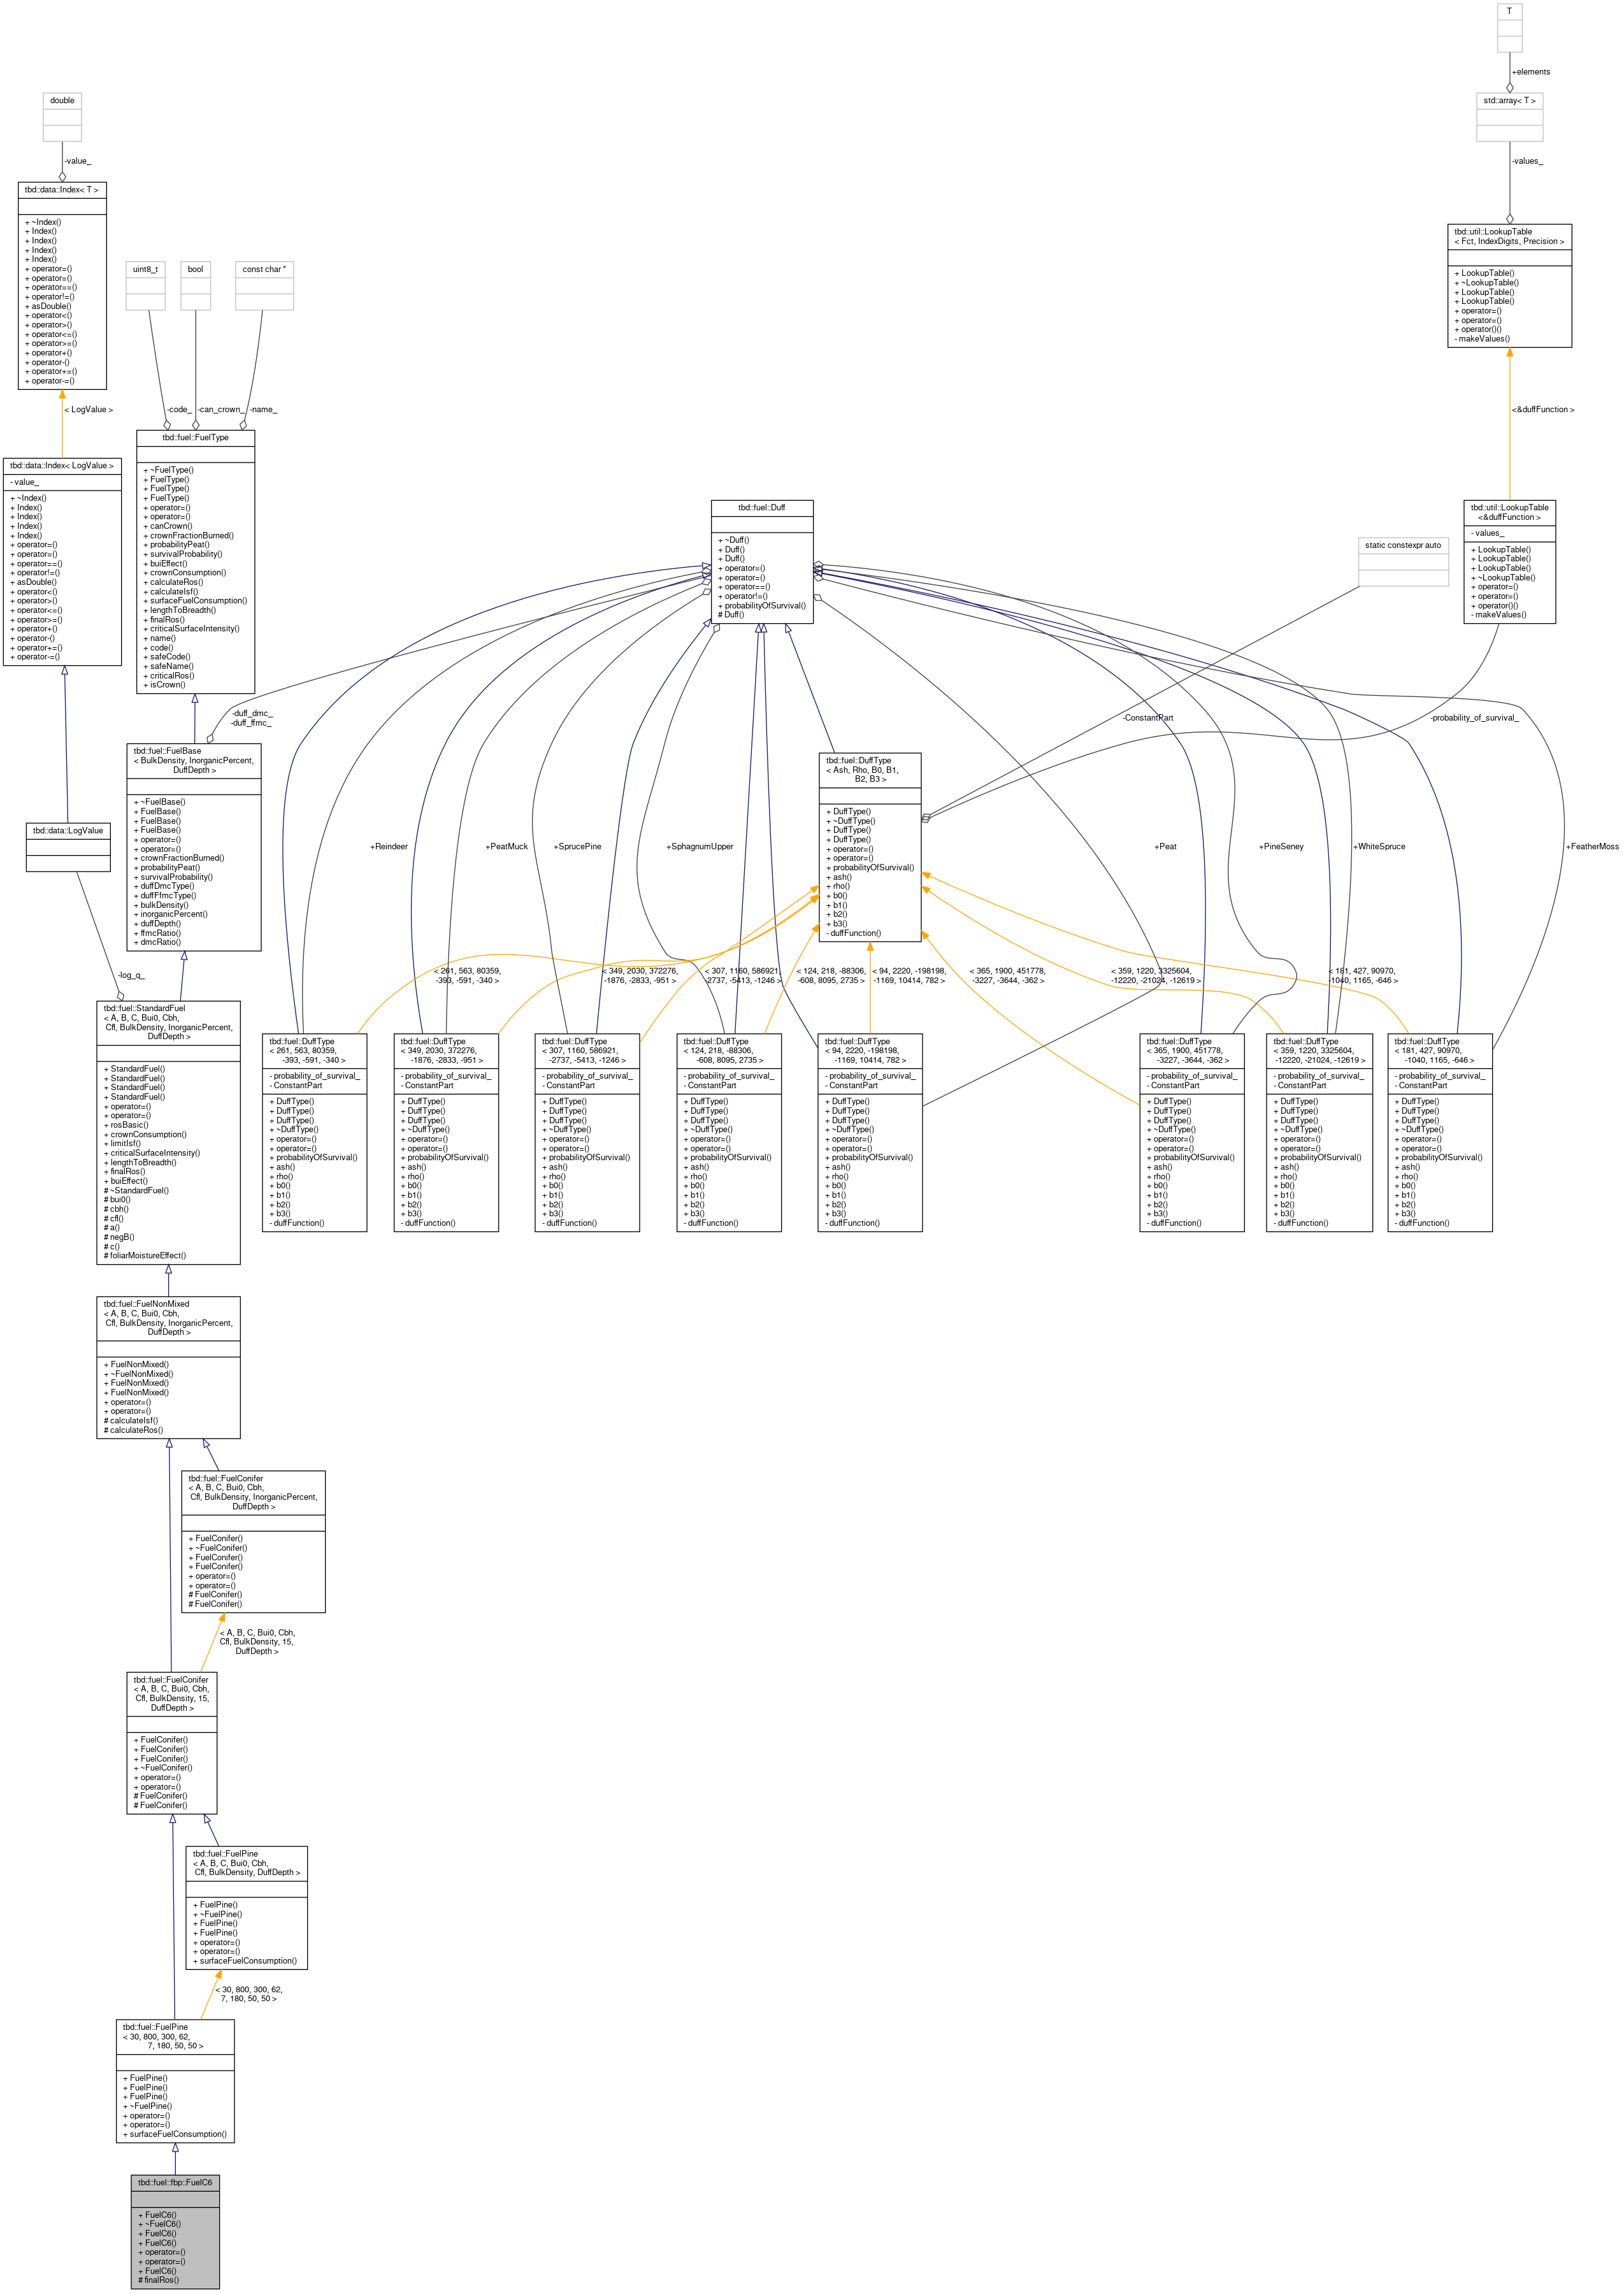 T
+elements
double
std::array< T >
-value_
-values_
tbd::data::Index< T >
+ ~Index()
+ Index()
+ Index()
+ Index()
+ Index()
+ operator=()
+ operator=()
+ operator==()
+ operator!=()
+ asDouble()
+ operator<()
+ operator>()
+ operator<=()
+ operator>=()
+ operator+()
+ operator-()
+ operator+=()
+ operator-=()
tbd::util::LookupTable
< Fct, IndexDigits, Precision >
+ LookupTable()
+ ~LookupTable()
+ LookupTable()
+ LookupTable()
+ operator=()
+ operator=()
+ operator()()
- makeValues()
uint8_t
bool
const char *
< LogValue >
-code_
-can_crown_
-name_
<&duffFunction >
tbd::data::Index< LogValue >
- value_
+ ~Index()
+ Index()
+ Index()
+ Index()
+ Index()
+ operator=()
+ operator=()
+ operator==()
+ operator!=()
+ asDouble()
+ operator<()
+ operator>()
+ operator<=()
+ operator>=()
+ operator+()
+ operator-()
+ operator+=()
+ operator-=()
tbd::fuel::FuelType
+ ~FuelType()
+ FuelType()
+ FuelType()
+ FuelType()
+ operator=()
+ operator=()
+ canCrown()
+ crownFractionBurned()
+ probabilityPeat()
+ survivalProbability()
+ buiEffect()
+ crownConsumption()
+ calculateRos()
+ calculateIsf()
+ surfaceFuelConsumption()
+ lengthToBreadth()
+ finalRos()
+ criticalSurfaceIntensity()
+ name()
+ code()
+ safeCode()
+ safeName()
+ criticalRos()
+ isCrown()
tbd::fuel::Duff
+ ~Duff()
+ Duff()
+ Duff()
+ operator=()
+ operator=()
+ operator==()
+ operator!=()
+ probabilityOfSurvival()
# Duff()
static constexpr auto
tbd::util::LookupTable
<&duffFunction >
- values_
+ LookupTable()
+ LookupTable()
+ LookupTable()
+ ~LookupTable()
+ operator=()
+ operator=()
+ operator()()
- makeValues()
-duff_dmc_
-duff_ffmc_
-ConstantPart
-probability_of_survival_
tbd::fuel::FuelBase
< BulkDensity, InorganicPercent,
DuffDepth >
+ ~FuelBase()
+ FuelBase()
+ FuelBase()
+ FuelBase()
+ operator=()
+ operator=()
+ crownFractionBurned()
+ probabilityPeat()
+ survivalProbability()
+ duffDmcType()
+ duffFfmcType()
+ bulkDensity()
+ inorganicPercent()
+ duffDepth()
+ ffmcRatio()
+ dmcRatio()
tbd::fuel::DuffType
< Ash, Rho, B0, B1,
B2, B3 >
+ DuffType()
+ ~DuffType()
+ DuffType()
+ DuffType()
+ operator=()
+ operator=()
+ probabilityOfSurvival()
+ ash()
+ rho()
+ b0()
+ b1()
+ b2()
+ b3()
- duffFunction()
tbd::data::LogValue
+Reindeer
+PeatMuck
+SprucePine
+SphagnumUpper
+Peat
+PineSeney
+WhiteSpruce
+FeatherMoss
-log_q_
< 261, 563, 80359,
-393, -591, -340 >
< 349, 2030, 372276,
-1876, -2833, -951 >
< 307, 1160, 586921,
-2737, -5413, -1246 >
< 124, 218, -88306,
-608, 8095, 2735 >
< 94, 2220, -198198,
-1169, 10414, 782 >
< 365, 1900, 451778,
-3227, -3644, -362 >
< 359, 1220, 3325604,
-12220, -21024, -12619 >
< 181, 427, 90970,
-1040, 1165, -646 >
tbd::fuel::StandardFuel
< A, B, C, Bui0, Cbh,
Cfl, BulkDensity, InorganicPercent,
DuffDepth >
+ StandardFuel()
+ StandardFuel()
+ StandardFuel()
+ StandardFuel()
+ operator=()
+ operator=()
+ rosBasic()
+ crownConsumption()
+ limitIsf()
+ criticalSurfaceIntensity()
+ lengthToBreadth()
+ finalRos()
+ buiEffect()
# ~StandardFuel()
# bui0()
# cbh()
# cfl()
# a()
# negB()
# c()
# foliarMoistureEffect()
tbd::fuel::DuffType
< 261, 563, 80359,
-393, -591, -340 >
- probability_of_survival_
- ConstantPart
+ DuffType()
+ DuffType()
+ DuffType()
+ ~DuffType()
+ operator=()
+ operator=()
+ probabilityOfSurvival()
+ ash()
+ rho()
+ b0()
+ b1()
+ b2()
+ b3()
- duffFunction()
tbd::fuel::DuffType
< 349, 2030, 372276,
-1876, -2833, -951 >
- probability_of_survival_
- ConstantPart
+ DuffType()
+ DuffType()
+ DuffType()
+ ~DuffType()
+ operator=()
+ operator=()
+ probabilityOfSurvival()
+ ash()
+ rho()
+ b0()
+ b1()
+ b2()
+ b3()
- duffFunction()
tbd::fuel::DuffType
< 307, 1160, 586921,
-2737, -5413, -1246 >
- probability_of_survival_
- ConstantPart
+ DuffType()
+ DuffType()
+ DuffType()
+ ~DuffType()
+ operator=()
+ operator=()
+ probabilityOfSurvival()
+ ash()
+ rho()
+ b0()
+ b1()
+ b2()
+ b3()
- duffFunction()
tbd::fuel::DuffType
< 124, 218, -88306,
-608, 8095, 2735 >
- probability_of_survival_
- ConstantPart
+ DuffType()
+ DuffType()
+ DuffType()
+ ~DuffType()
+ operator=()
+ operator=()
+ probabilityOfSurvival()
+ ash()
+ rho()
+ b0()
+ b1()
+ b2()
+ b3()
- duffFunction()
tbd::fuel::DuffType
< 94, 2220, -198198,
-1169, 10414, 782 >
- probability_of_survival_
- ConstantPart
+ DuffType()
+ DuffType()
+ DuffType()
+ ~DuffType()
+ operator=()
+ operator=()
+ probabilityOfSurvival()
+ ash()
+ rho()
+ b0()
+ b1()
+ b2()
+ b3()
- duffFunction()
tbd::fuel::DuffType
< 365, 1900, 451778,
-3227, -3644, -362 >
- probability_of_survival_
- ConstantPart
+ DuffType()
+ DuffType()
+ DuffType()
+ ~DuffType()
+ operator=()
+ operator=()
+ probabilityOfSurvival()
+ ash()
+ rho()
+ b0()
+ b1()
+ b2()
+ b3()
- duffFunction()
tbd::fuel::DuffType
< 359, 1220, 3325604,
-12220, -21024, -12619 >
- probability_of_survival_
- ConstantPart
+ DuffType()
+ DuffType()
+ DuffType()
+ ~DuffType()
+ operator=()
+ operator=()
+ probabilityOfSurvival()
+ ash()
+ rho()
+ b0()
+ b1()
+ b2()
+ b3()
- duffFunction()
tbd::fuel::DuffType
< 181, 427, 90970,
-1040, 1165, -646 >
- probability_of_survival_
- ConstantPart
+ DuffType()
+ DuffType()
+ DuffType()
+ ~DuffType()
+ operator=()
+ operator=()
+ probabilityOfSurvival()
+ ash()
+ rho()
+ b0()
+ b1()
+ b2()
+ b3()
- duffFunction()
tbd::fuel::FuelNonMixed
< A, B, C, Bui0, Cbh,
Cfl, BulkDensity, InorganicPercent,
DuffDepth >
+ FuelNonMixed()
+ ~FuelNonMixed()
+ FuelNonMixed()
+ FuelNonMixed()
+ operator=()
+ operator=()
# calculateIsf()
# calculateRos()
tbd::fuel::FuelConifer
< A, B, C, Bui0, Cbh,
Cfl, BulkDensity, InorganicPercent,
DuffDepth >
+ FuelConifer()
+ ~FuelConifer()
+ FuelConifer()
+ FuelConifer()
+ operator=()
+ operator=()
# FuelConifer()
# FuelConifer()
< A, B, C, Bui0, Cbh,
Cfl, BulkDensity, 15,
DuffDepth >
tbd::fuel::FuelConifer
< A, B, C, Bui0, Cbh,
Cfl, BulkDensity, 15,
DuffDepth >
+ FuelConifer()
+ FuelConifer()
+ FuelConifer()
+ ~FuelConifer()
+ operator=()
+ operator=()
# FuelConifer()
# FuelConifer()
tbd::fuel::FuelPine
< A, B, C, Bui0, Cbh,
Cfl, BulkDensity, DuffDepth >
+ FuelPine()
+ ~FuelPine()
+ FuelPine()
+ FuelPine()
+ operator=()
+ operator=()
+ surfaceFuelConsumption()
< 30, 800, 300, 62,
7, 180, 50, 50 >
tbd::fuel::FuelPine
< 30, 800, 300, 62,
7, 180, 50, 50 >
+ FuelPine()
+ FuelPine()
+ FuelPine()
+ ~FuelPine()
+ operator=()
+ operator=()
+ surfaceFuelConsumption()
tbd::fuel::fbp::FuelC6
+ FuelC6()
+ ~FuelC6()
+ FuelC6()
+ FuelC6()
+ operator=()
+ operator=()
+ FuelC6()
# finalRos()